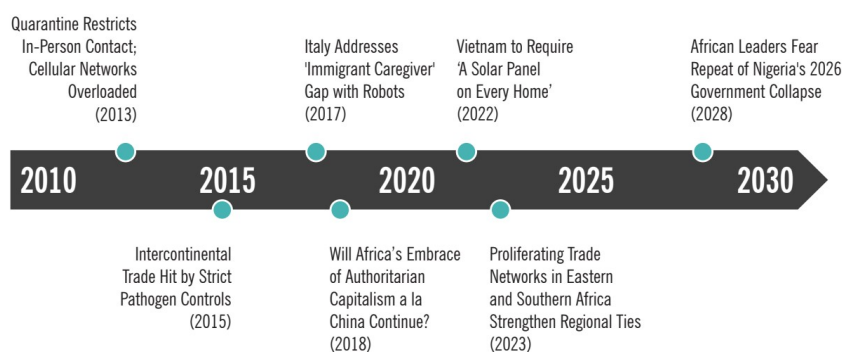 Quarantine Restricts
In-Person Contact;
Cellular Networks
Overloaded
(2013)
Italy Addresses
'Immigrant Caregiver'
Gap with Robots
(2017)
Vietnam to Require
‘A Solar Panel
on Every Home’
(2022)
African Leaders Fear
Repeat of Nigeria's 2026
Government Collapse
(2028)
2010 2015 2020 2025 2030
Intercontinental
Trade Hit by Strict
Pathogen Controls
(2015)
Will Africa’s Embrace
of Authoritarian
Capitalism a la
China Continue?
(2018)
Proliferating Trade
Networks in Eastern
and Southern Africa
Strengthen Regional Ties
(2023)